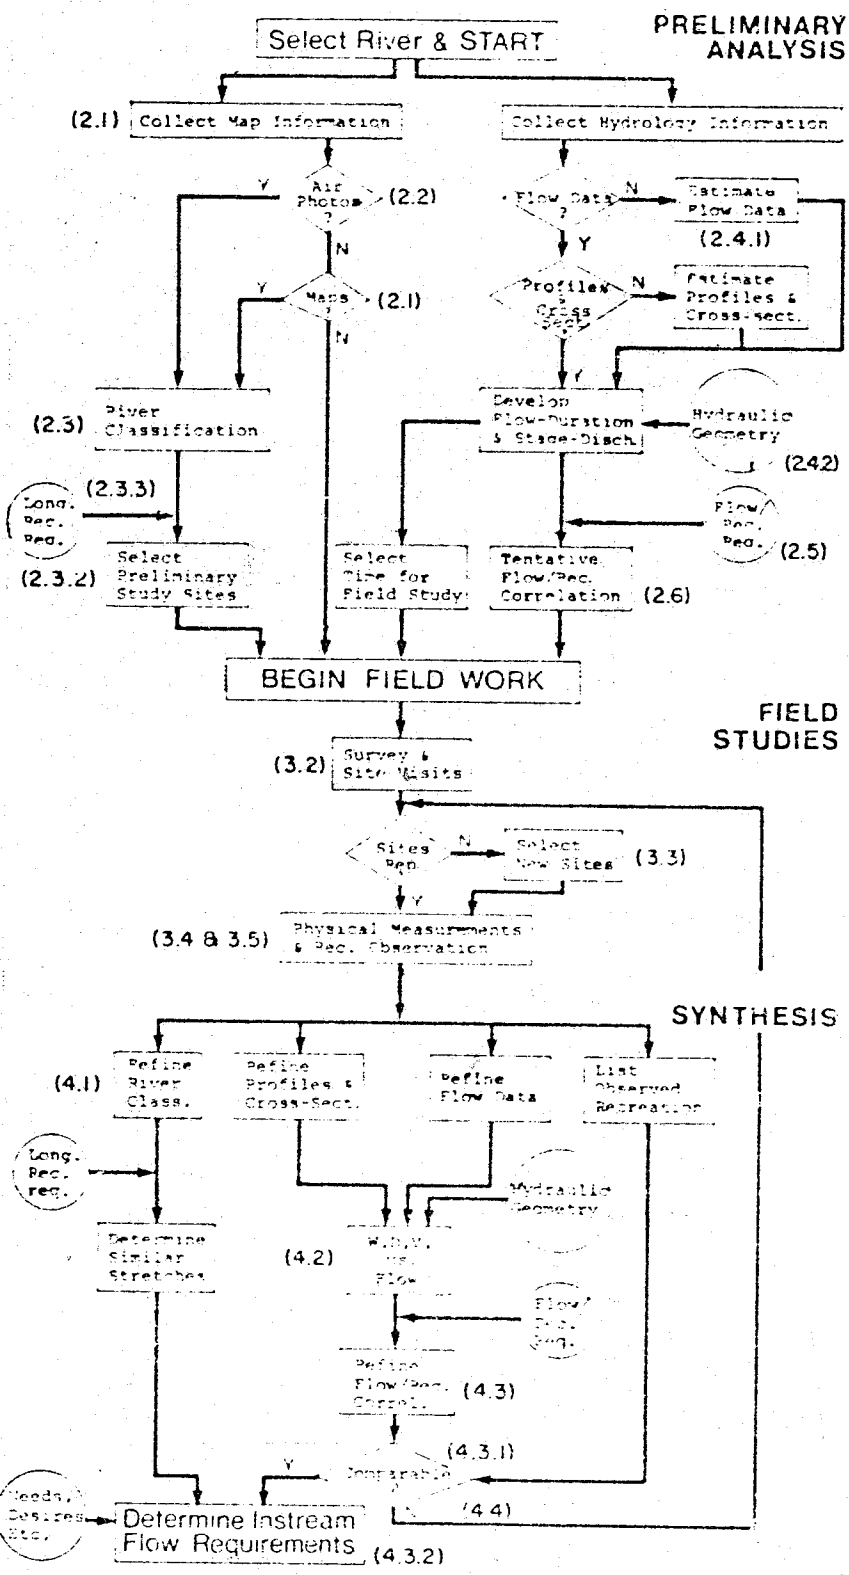 PRELIMINARY
ANALYSIS
Select River & START
(2.1)
Collect Map Information
Collect Hydrology Information
Air
Photos
?
Y
(2.2)
N
Flow Data
?
N
Estimate
Flow Data
(2.4.1)
Y
Maps
?
Y
(2.1)
N
Profiles
&
Cross
Sect.
?
N
Estimate
Profiles &
Cross-sect.
Y
(2.3)
River
Classification
Develop
Flow-Duration
& Stage-Disch.
Hydraulic
Geometry
(2.4.2)
(2.3.3)
Long.
Rec.
Req.
Flow/
Rec.
Req.
(2.5)
(2.3.2)
Select
Preliminary
Study Sites
Select
Time for
Field Study
Tentative
Flow/Rec.
Correlation
(2.6)
BEGIN FIELD WORK
FIELD
STUDIES
(3.2)
Survey &
Site Visits
Sites
Rep.
N
Select
New Sites
(3.3)
Y
(3.4 & 3.5)
Physical Measurements
& Rec. Observation
SYNTHESIS
(4.1)
Refine
River
Class.
Refine
Profiles &
Cross-Sect.
Refine
Flow Data
List
Observed
Recreation
Long.
Rec.
req.
Hydraulic
Geometry
Determine
Similar
Stretches
(4.2)
W,D,V,
vs.
Flow
Flow/
Rec.
Req.
Refine
Flow/Rec.
Correl.
(4.3)
(4.3.1)
Comparable
?
Y
N
(4.4)
Needs,
Desires
Etc.
Determine Instream
Flow Requirements
(4.3.2)